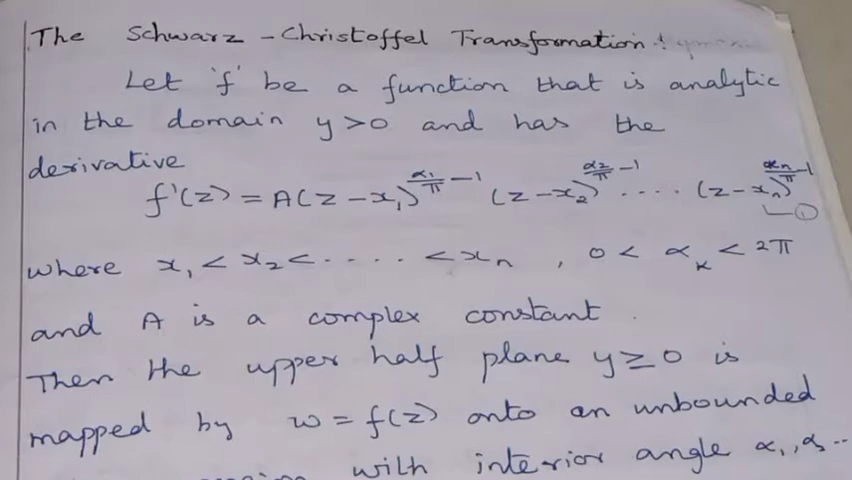 The Schwarz - Christoffel Transformation :
Let 'f' be a function that is analytic
in the domain y>0 and has the
derivative
f'(z) = A(z-x₁)^(α₁/π - 1) (z-x₂)^(α₂/π - 1) .... (z-xₙ)^(αₙ/π - 1)
①
where x₁ < x₂ < ..... < xₙ , 0 < αₖ < 2π
and A is a complex constant.
Then the upper half plane y≥0 is
mapped by w = f(z) onto an unbounded
with interior angle α₁, α..